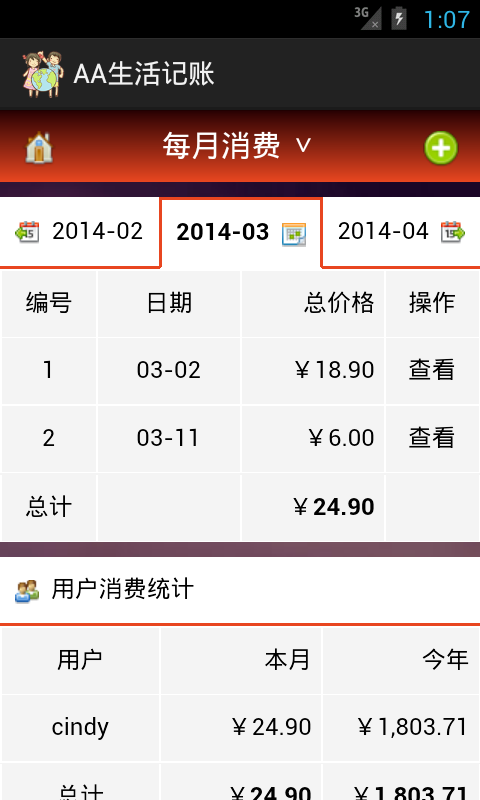 3G 1:07
AA生活记账
每月消费
15 2014-02 2014-03 2014-04 15
编号 日期 总价格 操作
1 03-02 ￥18.90 查看
2 03-11 ￥6.00 查看
总计 ￥24.90
用户消费统计
用户 本月 今年
cindy ￥24.90 ￥1,803.71
总计 ￥24.90 ￥1,803.71